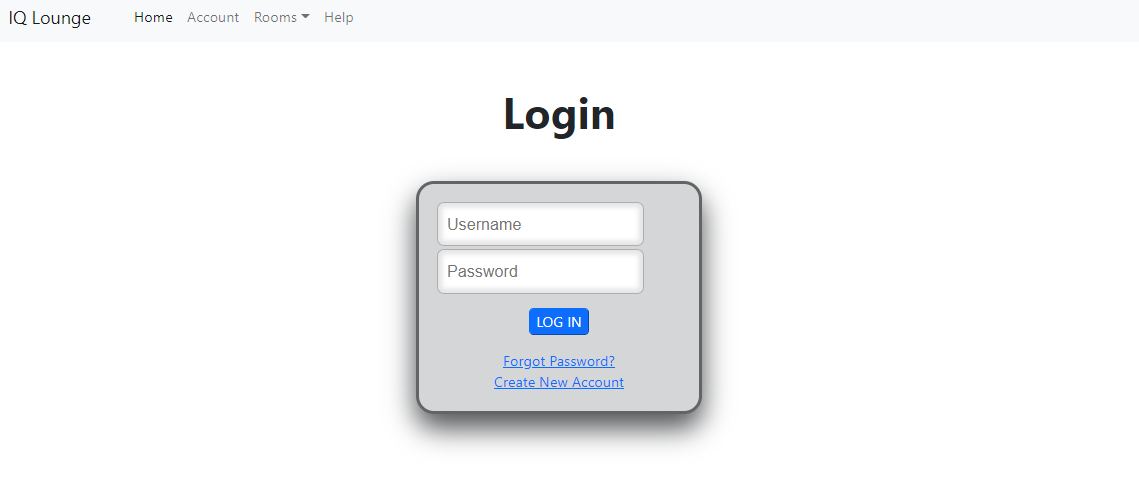 IQ Lounge Home Account Rooms Help
Login
Username
Password
LOG IN
Forgot Password?
Create New Account